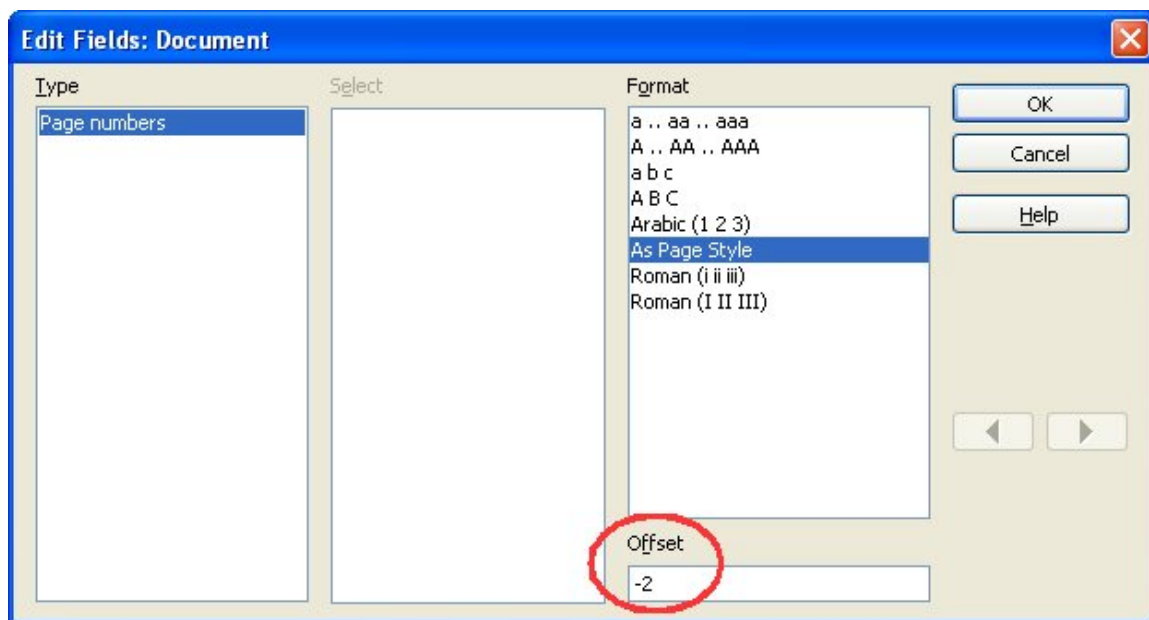 Edit Fields: Document
Type
Page numbers
Select
Format
a .. aa .. aaa
A .. AA .. AAA
a b c
A B C
Arabic (1 2 3)
As Page Style
Roman (i ii iii)
Roman (I II III)
Offset
-2
OK
Cancel
Help